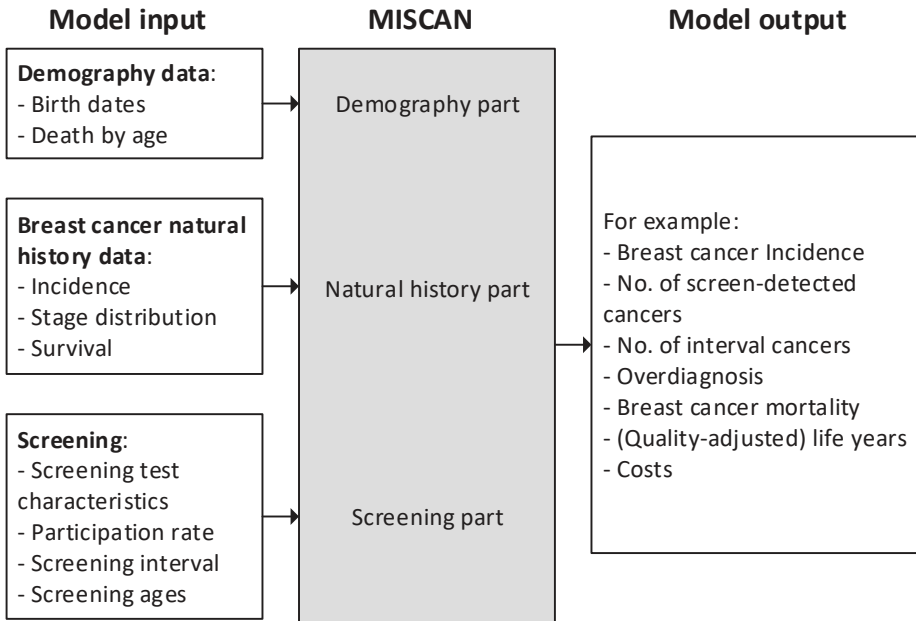 Model input
MISCAN
Model output
Demography data:
- Birth dates
- Death by age
Demography part
Breast cancer natural
history data:
- Incidence
- Stage distribution
- Survival
Natural history part
Screening:
- Screening test
characteristics
- Participation rate
- Screening interval
- Screening ages
Screening part
For example:
- Breast cancer Incidence
- No. of screen-detected
cancers
- No. of interval cancers
- Overdiagnosis
- Breast cancer mortality
- (Quality-adjusted) life years
- Costs